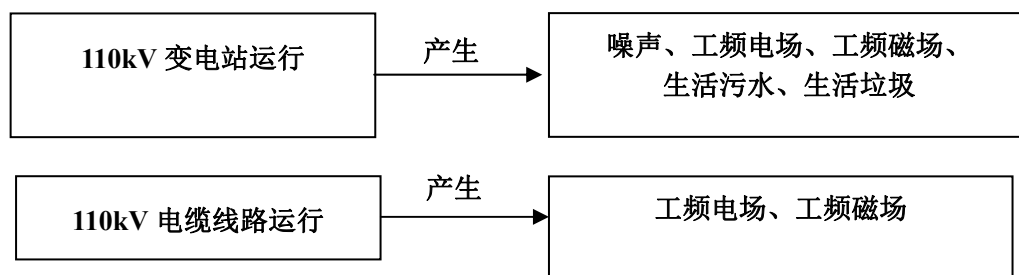 110kV 变电站运行
产生
噪声、工频电场、工频磁场、
生活污水、生活垃圾
110kV 电缆线路运行
产生
工频电场、工频磁场